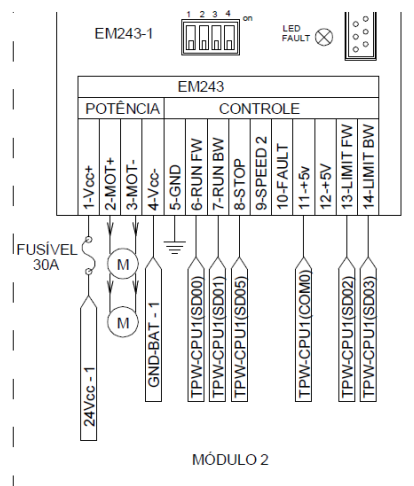 1 2 3 4 on
EM243-1
LED
FAULT
EM243
POTÊNCIA CONTROLE
1-Vcc+
2-MOT+
3-MOT-
4-Vcc-
5-GND
6-RUN FW
7-RUN BW
8-STOP
9-SPEED 2
10-FAULT
11-+5v
12-+5V
13-LIMIT FW
14-LIMIT BW
FUSÍVEL
30A
M
M
24Vcc - 1
GND-BAT - 1
TPW-CPU1(SD00)
TPW-CPU1(SD01)
TPW-CPU1(SD05)
TPW-CPU1(COM0)
TPW-CPU1(SD02)
TPW-CPU1(SD03)
MÓDULO 2